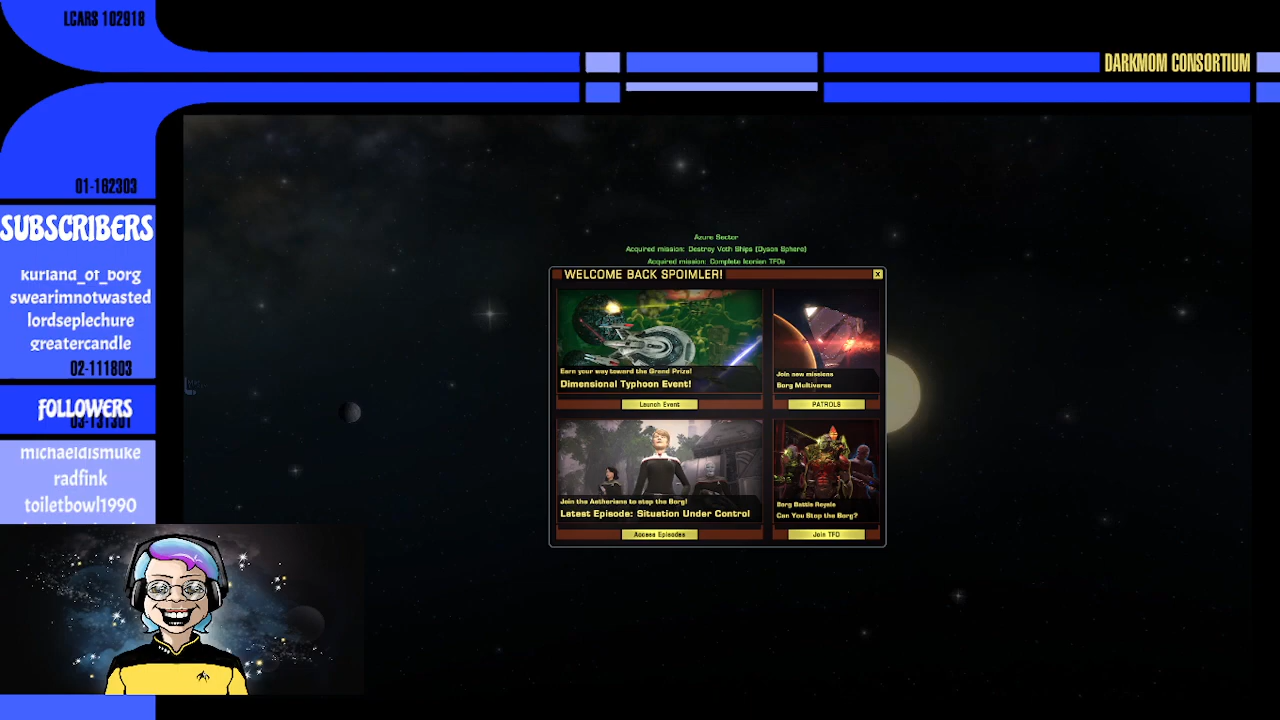 LCARS 102918
DARKMOM CONSORTIUM
01-182303
SUBSCRIBERS
kurland_of_borg
swearimnotwasted
lordseplechure
greatercandle
02-111803
FOLLOWERS
03-131301
michaeldismuke
radfink
toiletbowl1990
Azure Sector
Acquired mission: Destroy Voth Ships (Dyson Sphere)
Acquired mission: Complete Iconian TFOs
WELCOME BACK SPOIMLER!
X
Earn your way toward the Grand Prize!
Dimensional Typhoon Event!
Launch Event
Join new missions
Borg Multiverse
PATROLS
Join the Aetherians to stop the Borg!
Latest Episode: Situation Under Control
Access Episodes
Borg Battle Royale
Can You Stop the Borg?
Join TFO